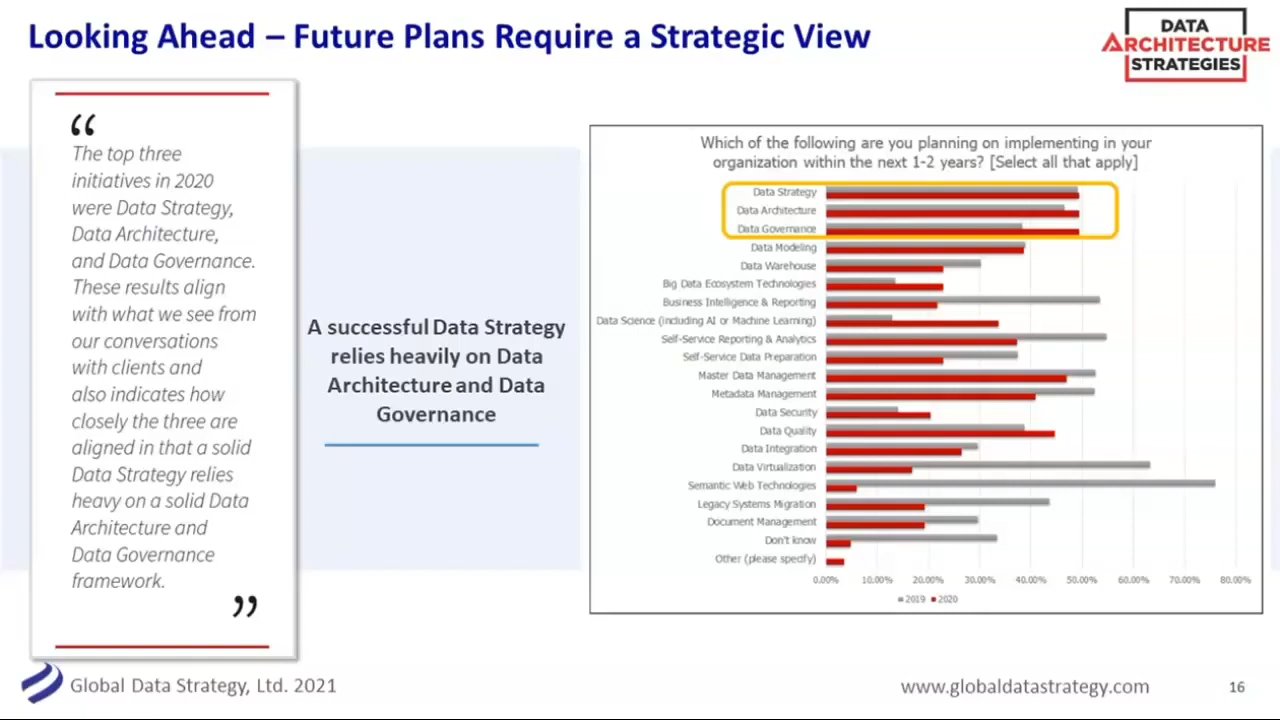 Looking Ahead – Future Plans Require a Strategic View
DATA
ARCHITECTURE
STRATEGIES
“
The top three
initiatives in 2020
were Data Strategy,
Data Architecture,
and Data Governance.
These results align
with what we see from
our conversations
with clients and
also indicates how
closely the three are
aligned in that a solid
Data Strategy relies
heavy on a solid Data
Architecture and
Data Governance
framework.
”
A successful Data Strategy
relies heavily on Data
Architecture and Data
Governance
Which of the following are you planning on implementing in your
organization within the next 1-2 years? [Select all that apply]
Data Strategy
Data Architecture
Data Governance
Data Modeling
Data Warehouse
Big Data Ecosystem Technologies
Business Intelligence & Reporting
Data Science (including AI or Machine Learning)
Self-Service Reporting & Analytics
Self-Service Data Preparation
Master Data Management
Metadata Management
Data Security
Data Quality
Data Integration
Data Virtualization
Semantic Web Technologies
Legacy Systems Migration
Document Management
Don't know
Other (please specify)
0.00% 10.00% 20.00% 30.00% 40.00% 50.00% 60.00% 70.00% 80.00%
2019 2020
Global Data Strategy, Ltd. 2021
www.globaldatastrategy.com
16